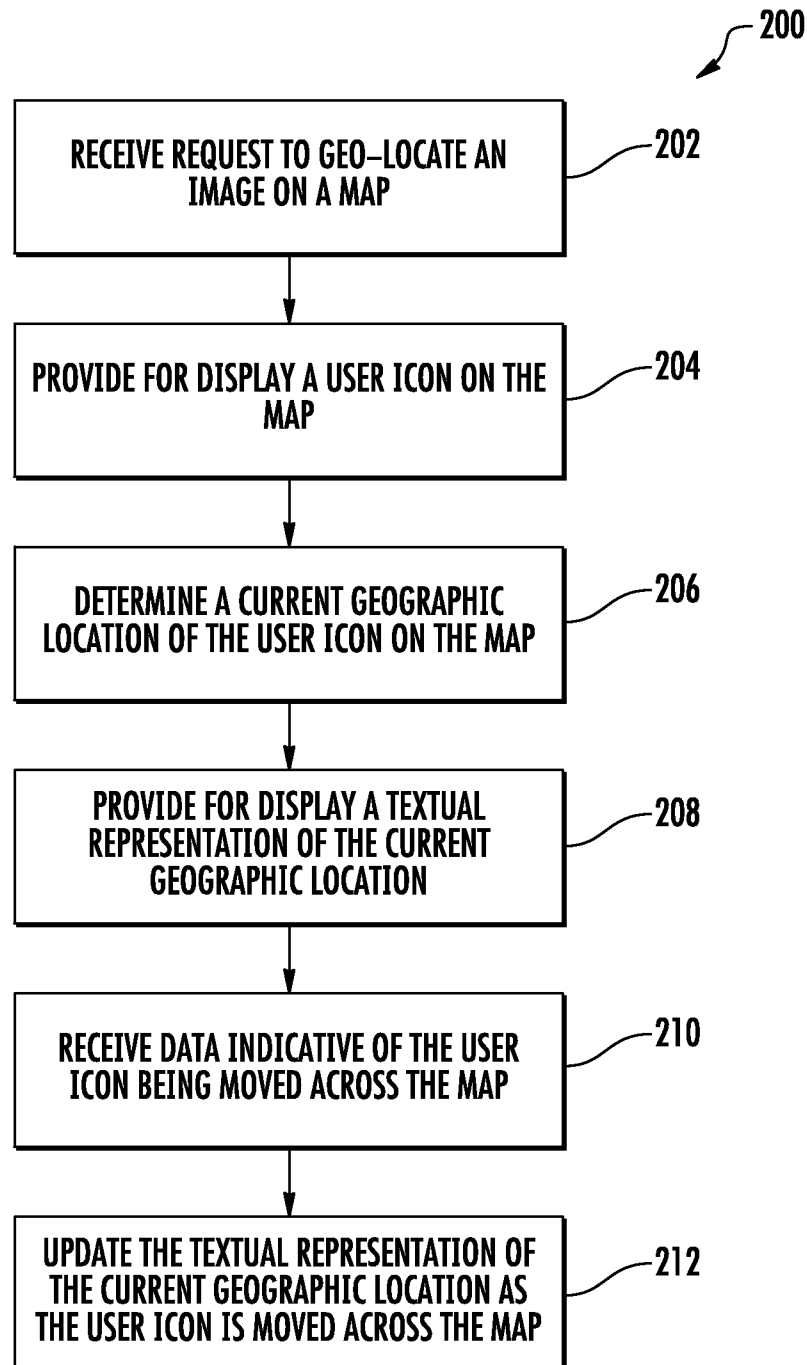 200
RECEIVE REQUEST TO GEO–LOCATE AN
IMAGE ON A MAP
202
PROVIDE FOR DISPLAY A USER ICON ON THE
MAP
204
DETERMINE A CURRENT GEOGRAPHIC
LOCATION OF THE USER ICON ON THE MAP
206
PROVIDE FOR DISPLAY A TEXTUAL
REPRESENTATION OF THE CURRENT
GEOGRAPHIC LOCATION
208
RECEIVE DATA INDICATIVE OF THE USER
ICON BEING MOVED ACROSS THE MAP
210
UPDATE THE TEXTUAL REPRESENTATION OF
THE CURRENT GEOGRAPHIC LOCATION AS
THE USER ICON IS MOVED ACROSS THE MAP
212